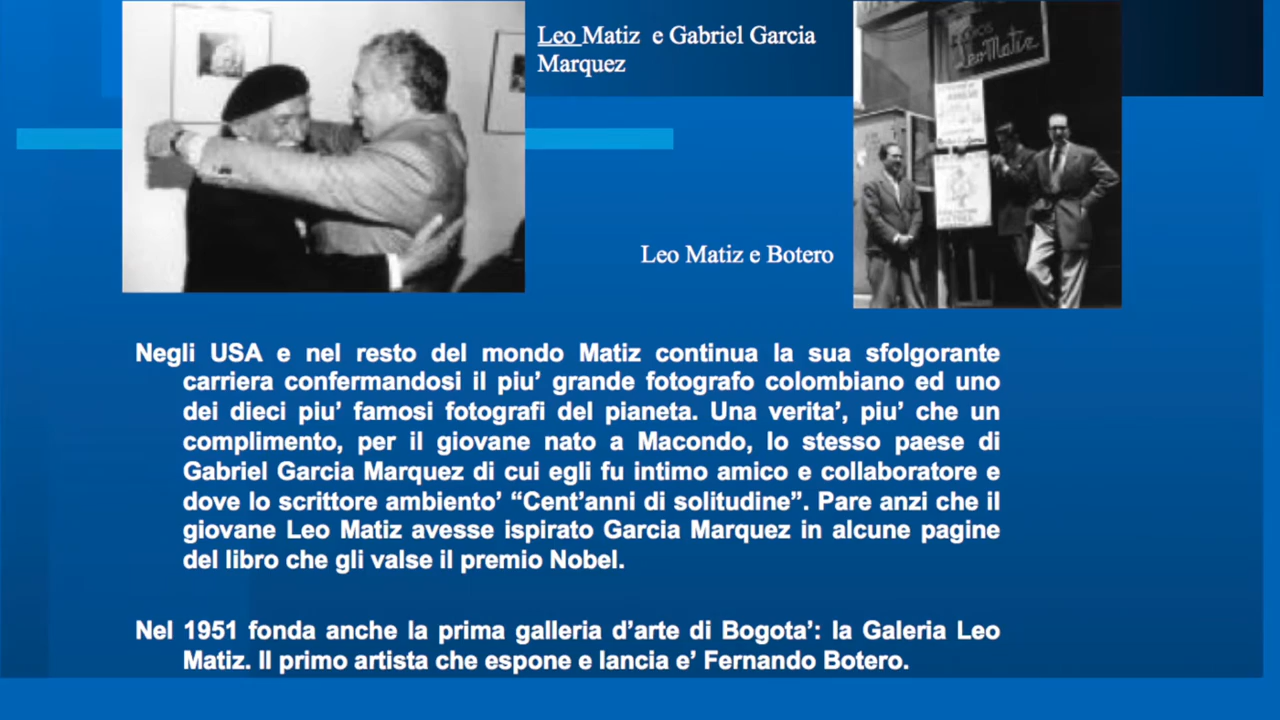 Leo Matiz e Gabriel Garcia
Marquez
Leo Matiz
Leo Matiz e Botero
Negli USA e nel resto del mondo Matiz continua la sua sfolgorante
carriera confermandosi il piu' grande fotografo colombiano ed uno
dei dieci piu' famosi fotografi del pianeta. Una verita', piu' che un
complimento, per il giovane nato a Macondo, lo stesso paese di
Gabriel Garcia Marquez di cui egli fu intimo amico e collaboratore e
dove lo scrittore ambiento' “Cent'anni di solitudine”. Pare anzi che il
giovane Leo Matiz avesse ispirato Garcia Marquez in alcune pagine
del libro che gli valse il premio Nobel.
Nel 1951 fonda anche la prima galleria d'arte di Bogota': la Galeria Leo
Matiz. Il primo artista che espone e lancia e' Fernando Botero.